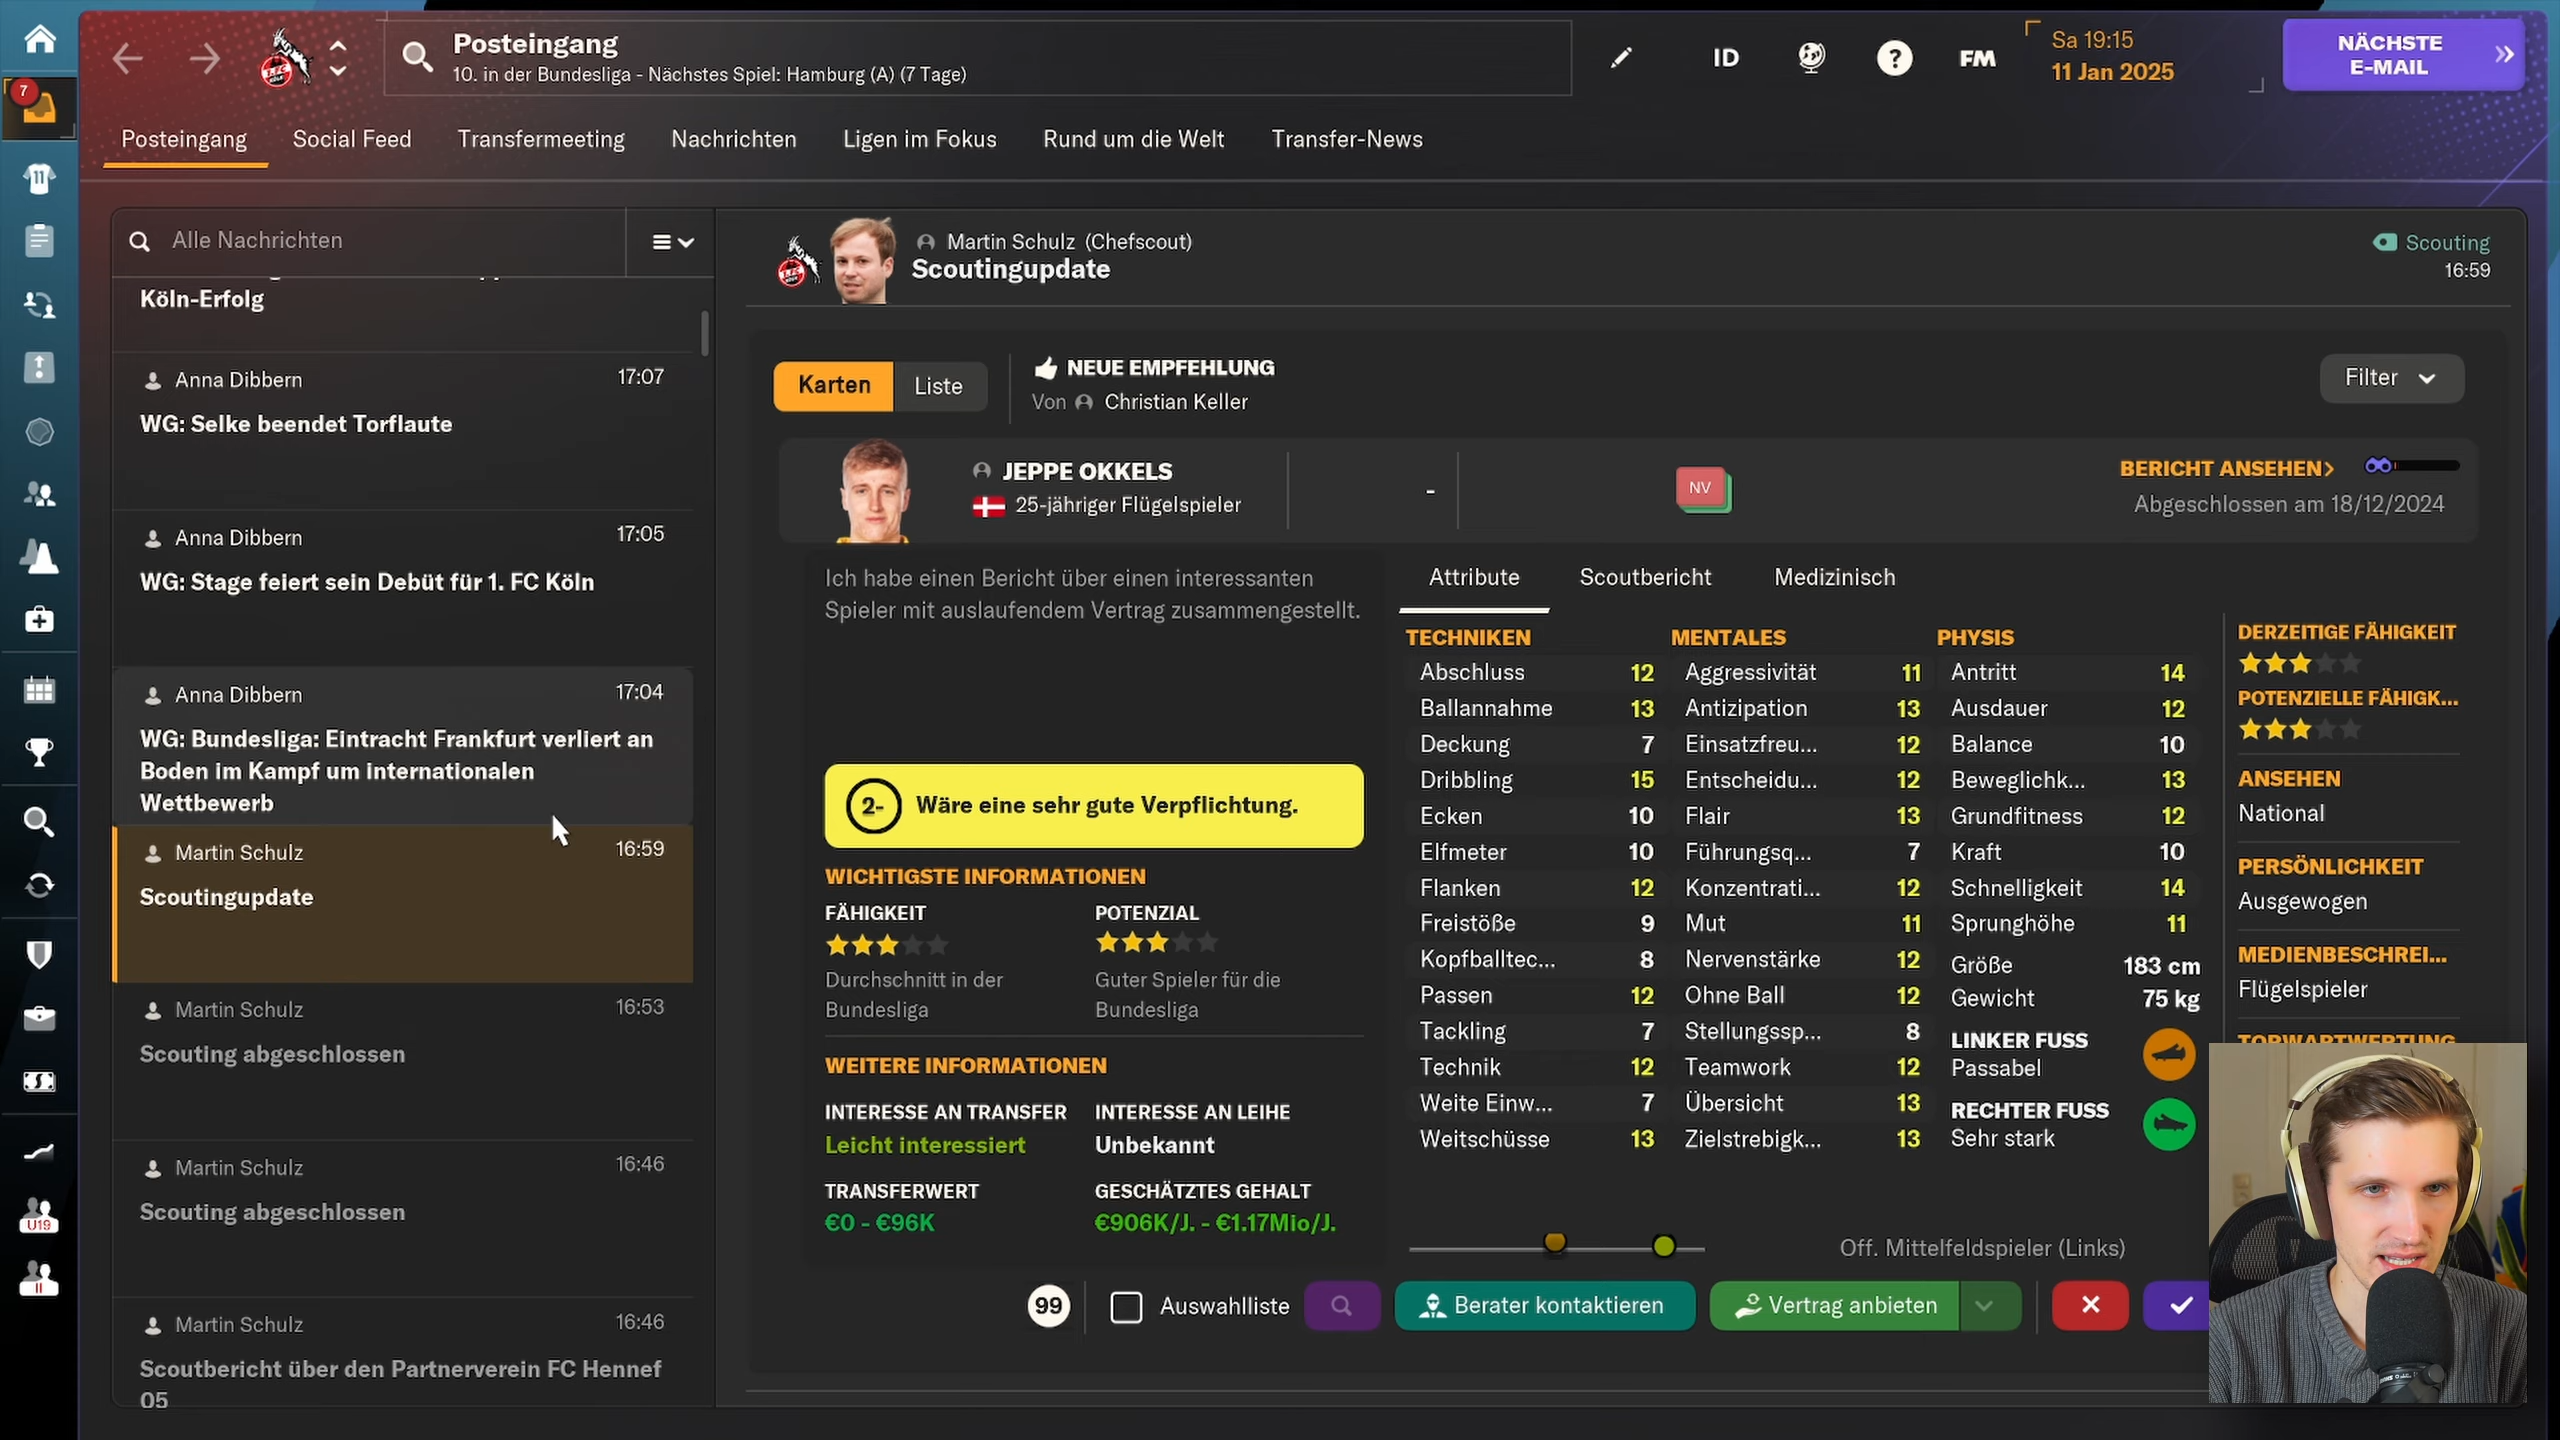 Posteingang
10. in der Bundesliga - Nächstes Spiel: Hamburg (A) (7 Tage)
ID
?
FM
Sa 19:15
11 Jan 2025
NÄCHSTE
E-MAIL
7
11
Posteingang
Social Feed
Transfermeeting
Nachrichten
Ligen im Fokus
Rund um die Welt
Transfer-News
Alle Nachrichten
Köln-Erfolg
Anna Dibbern
17:07
WG: Selke beendet Torflaute
Anna Dibbern
17:05
WG: Stage feiert sein Debüt für 1. FC Köln
Anna Dibbern
17:04
WG: Bundesliga: Eintracht Frankfurt verliert an
Boden im Kampf um internationalen
Wettbewerb
Martin Schulz
16:59
Scoutingupdate
Martin Schulz
16:53
Scouting abgeschlossen
Martin Schulz
16:46
Scouting abgeschlossen
Martin Schulz
16:46
Scoutbericht über den Partnerverein FC Hennef
05
U19
II
Martin Schulz (Chefscout)
Scoutingupdate
Scouting
16:59
Karten
Liste
NEUE EMPFEHLUNG
Von Christian Keller
Filter
JEPPE OKKELS
25-jähriger Flügelspieler
-
NV
BERICHT ANSEHEN>
Abgeschlossen am 18/12/2024
Ich habe einen Bericht über einen interessanten
Spieler mit auslaufendem Vertrag zusammengestellt.
2- Wäre eine sehr gute Verpflichtung.
WICHTIGSTE INFORMATIONEN
FÄHIGKEIT
POTENZIAL
Durchschnitt in der
Bundesliga
Guter Spieler für die
Bundesliga
WEITERE INFORMATIONEN
INTERESSE AN TRANSFER
Leicht interessiert
INTERESSE AN LEIHE
Unbekannt
TRANSFERWERT
€0 - €96K
GESCHÄTZTES GEHALT
€906K/J. - €1.17Mio/J.
Attribute
Scoutbericht
Medizinisch
TECHNIKEN
Abschluss 12
Ballannahme 13
Deckung 7
Dribbling 15
Ecken 10
Elfmeter 10
Flanken 12
Freistöße 9
Kopfballtec... 8
Passen 12
Tackling 7
Technik 12
Weite Einw... 7
Weitschüsse 13
MENTALES
Aggressivität 11
Antizipation 13
Einsatzfreu... 12
Entscheidu... 12
Flair 13
Führungsq... 7
Konzentrati... 12
Mut 11
Nervenstärke 12
Ohne Ball 12
Stellungssp... 8
Teamwork 12
Übersicht 13
Zielstrebigk... 13
PHYSIS
Antritt 14
Ausdauer 12
Balance 10
Beweglichk... 13
Grundfitness 12
Kraft 10
Schnelligkeit 14
Sprunghöhe 11
Größe 183 cm
Gewicht 75 kg
LINKER FUSS
Passabel
RECHTER FUSS
Sehr stark
Off. Mittelfeldspieler (Links)
DERZEITIGE FÄHIGKEIT
POTENZIELLE FÄHIGK...
ANSEHEN
National
PERSÖNLICHKEIT
Ausgewogen
MEDIENBESCHREI...
Flügelspieler
TORWARTWERTUNG
99
Auswahlliste
Berater kontaktieren
Vertrag anbieten